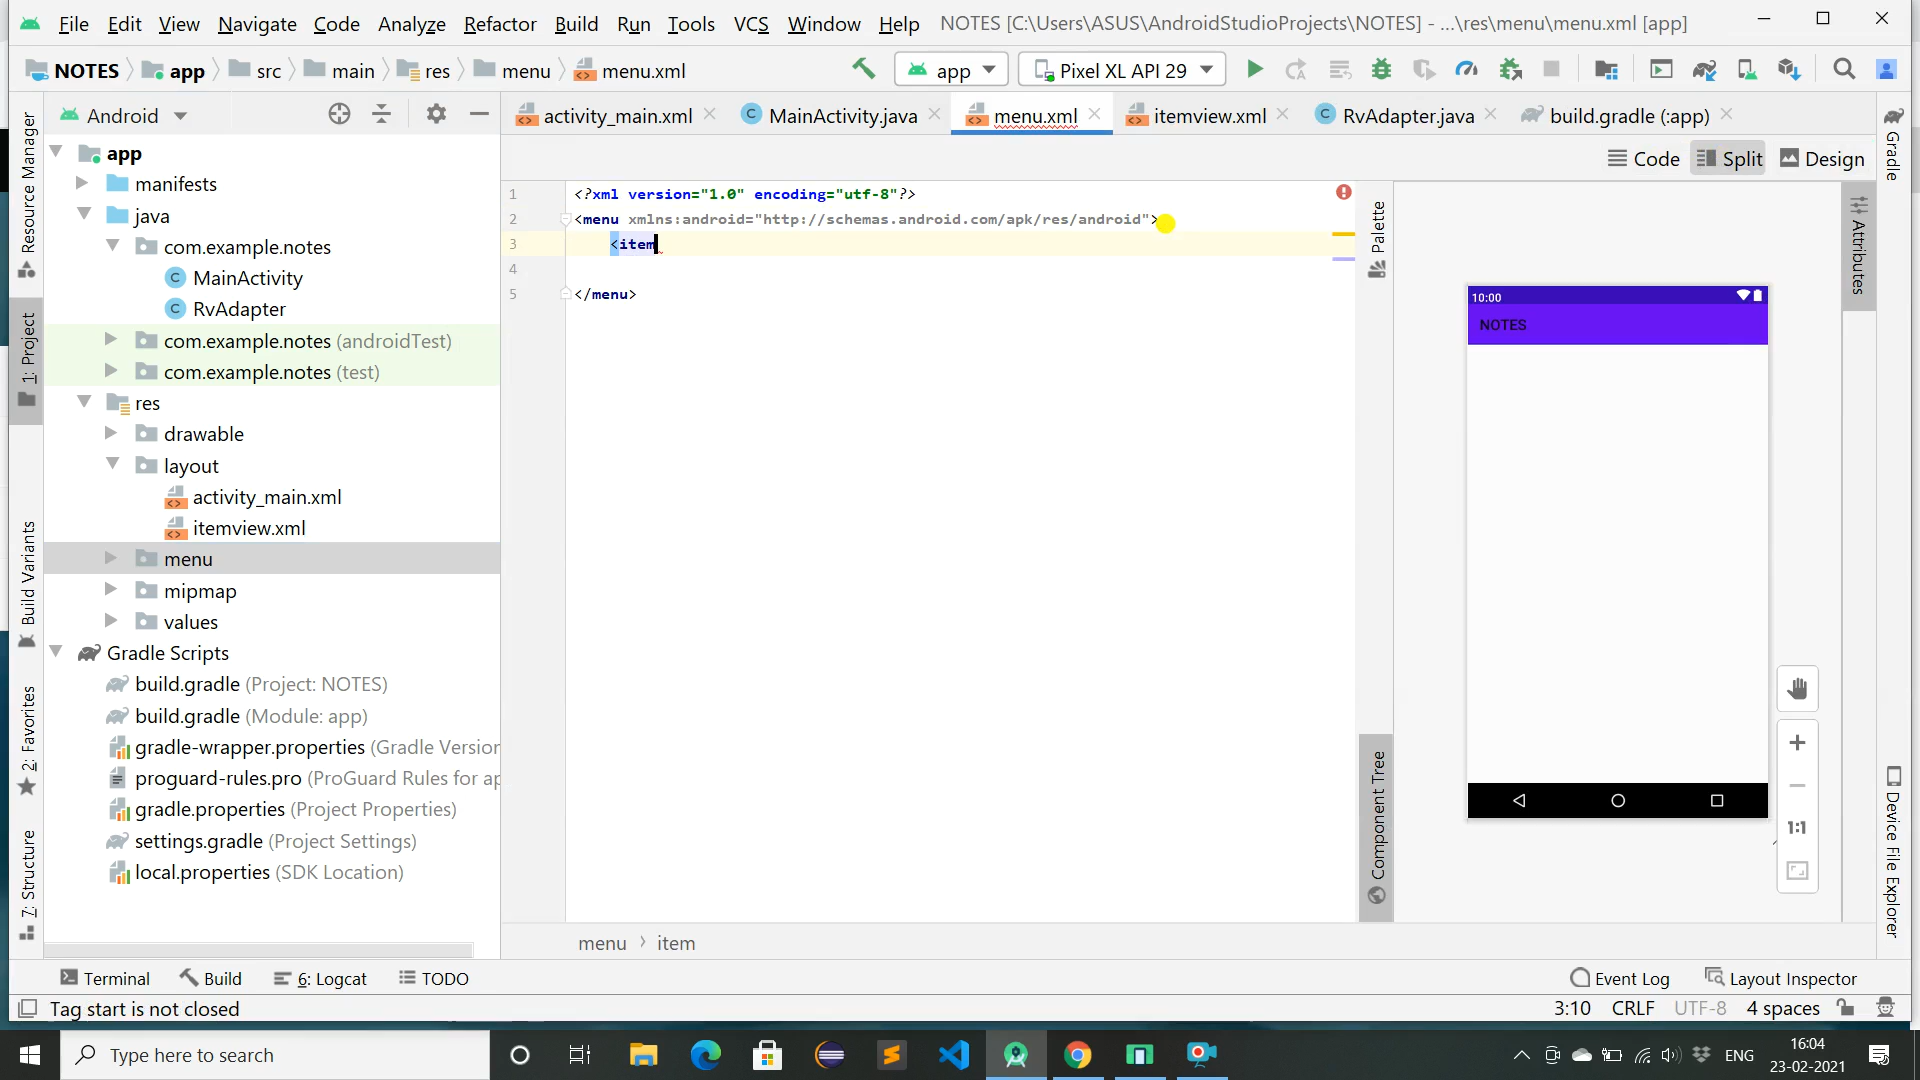 File Edit View Navigate Code Analyze Refactor Build Run Tools VCS Window Help NOTES [C:\Users\ASUS\AndroidStudioProjects\NOTES] - ...\res\menu\menu.xml [app]
NOTES app src main res menu menu.xml app Pixel XL API 29
Android activity_main.xml MainActivity.java menu.xml itemview.xml RvAdapter.java build.gradle (:app)
Code Split Design
Resource Manager
1: Project
Build Variants
2: Favorites
7: Structure
app
manifests
java
com.example.notes
MainActivity
RvAdapter
com.example.notes (androidTest)
com.example.notes (test)
res
drawable
layout
activity_main.xml
itemview.xml
menu
mipmap
values
Gradle Scripts
build.gradle (Project: NOTES)
build.gradle (Module: app)
gradle-wrapper.properties (Gradle Version
proguard-rules.pro (ProGuard Rules for ap
gradle.properties (Project Properties)
settings.gradle (Project Settings)
local.properties (SDK Location)
1 <?xml version="1.0" encoding="utf-8"?>
2 <menu xmlns:android="http://schemas.android.com/apk/res/android">
3 <item
4
5 </menu>
menu item
Palette
Component Tree
10:00
NOTES
1:1
Attributes
Gradle
Device File Explorer
Terminal Build 6: Logcat TODO Event Log Layout Inspector
Tag start is not closed 3:10 CRLF UTF-8 4 spaces
Type here to search ENG 16:04
23-02-2021